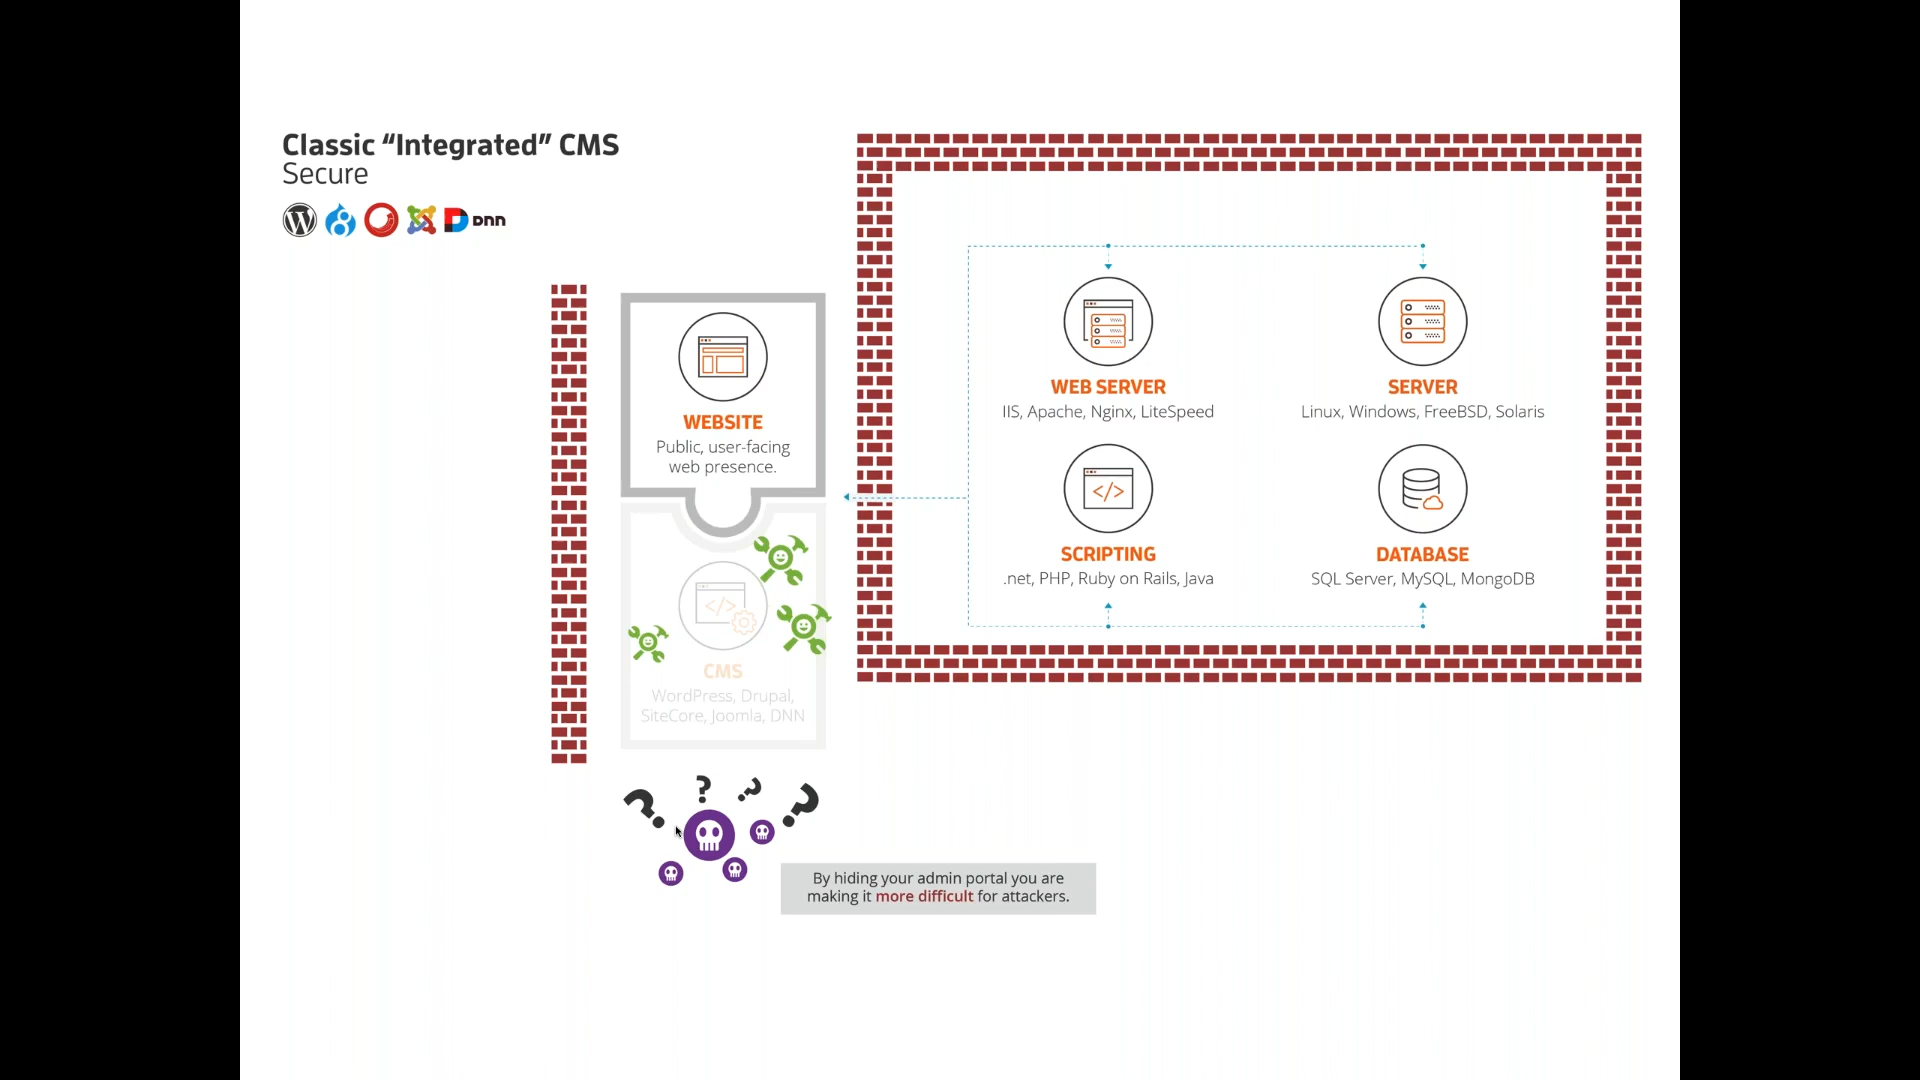 Classic “Integrated” CMS
Secure
DNN
WEBSITE
Public, user-facing
web presence.
</>
CMS
WordPress, Drupal,
SiteCore, Joomla, DNN
WEB SERVER
IIS, Apache, Nginx, LiteSpeed
SERVER
Linux, Windows, FreeBSD, Solaris
</>
SCRIPTING
.net, PHP, Ruby on Rails, Java
DATABASE
SQL Server, MySQL, MongoDB
? ? ? ?
By hiding your admin portal you are
making it more difficult for attackers.